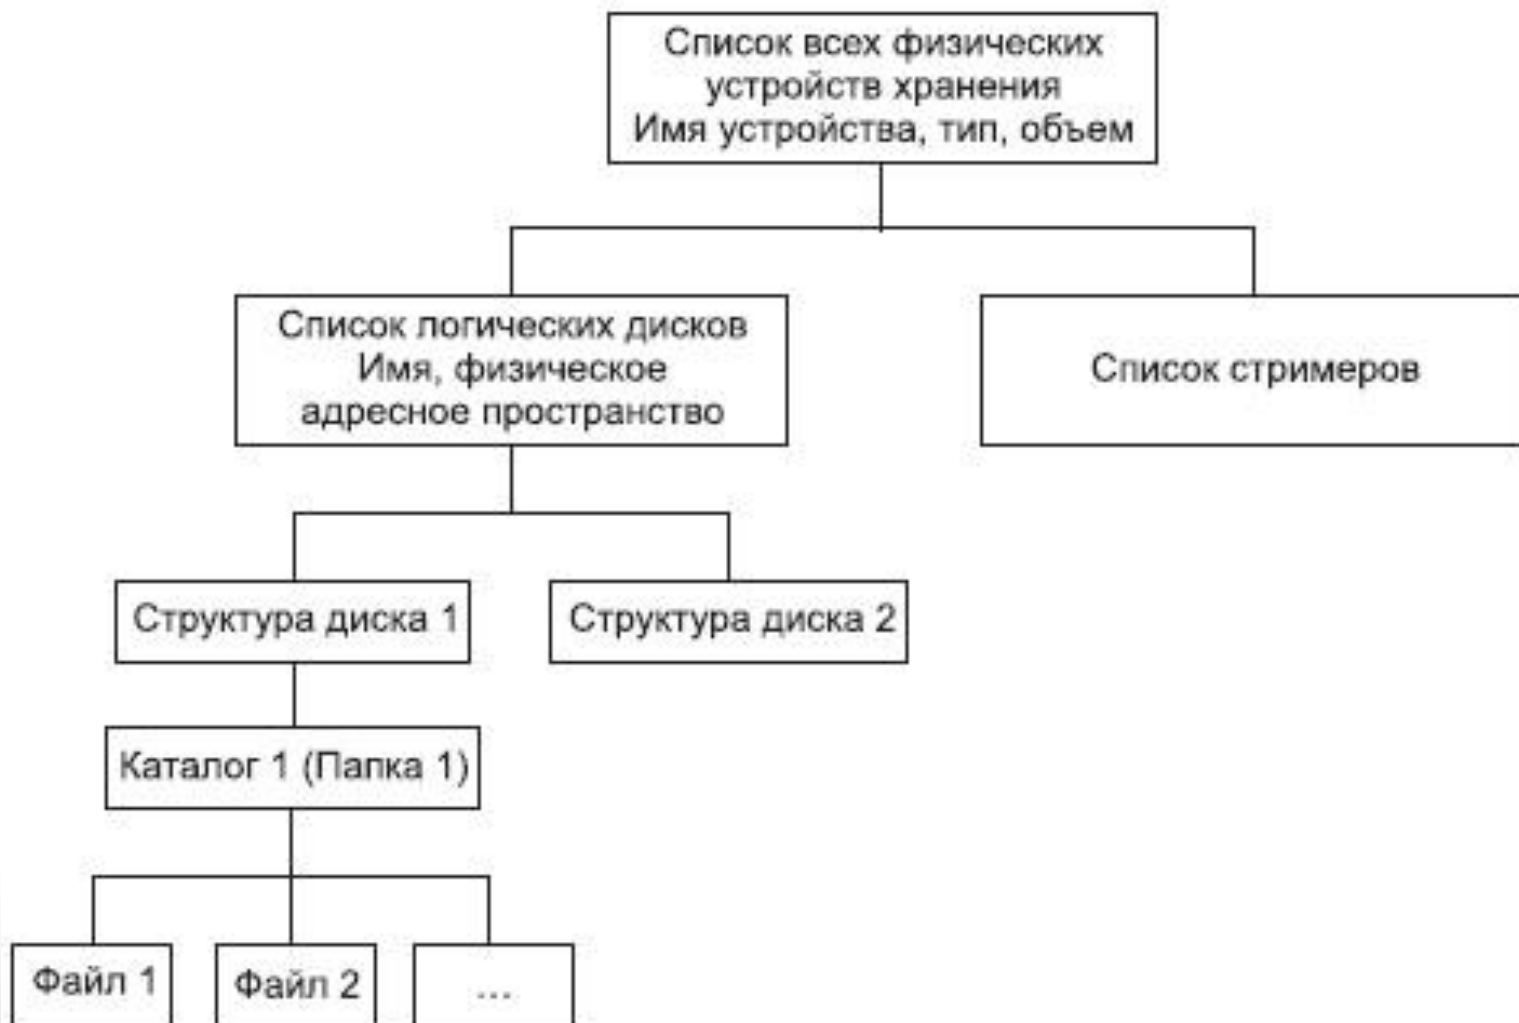 Список всех физических
устройств хранения
Имя устройства, тип, объем
Список логических дисков
Имя, физическое
адресное пространство
Список стримеров
Структура диска 1
Структура диска 2
Каталог 1 (Папка 1)
Файл 1
Файл 2
...